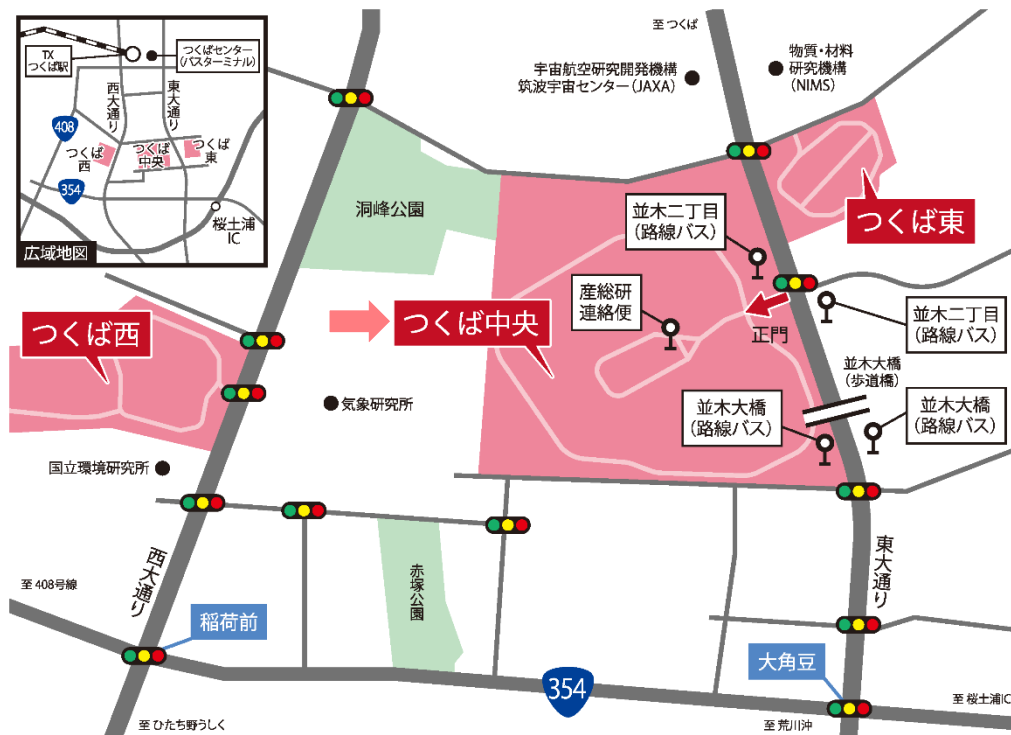 TX
つくば駅
つくばセンター
(バスターミナル)
西大通り
東大通り
408
つくば
西
つくば
中央
つくば
東
354
桜土浦
IC
広域地図
至 つくば
宇宙航空研究開発機構
筑波宇宙センター(JAXA)
物質・材料
研究機構
(NIMS)
洞峰公園
つくば東
並木二丁目
(路線バス)
産総研
連絡便
つくば中央
つくば西
正門
並木二丁目
(路線バス)
並木大橋
(歩道橋)
気象研究所
並木大橋
(路線バス)
並木大橋
(路線バス)
国立環境研究所
西大通り
赤塚公園
東大通り
至 408号線
稲荷前
大角豆
354
至 桜土浦IC
至 ひたち野うしく
至 荒川沖